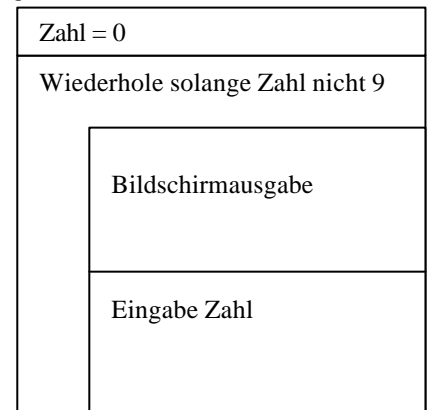 Zahl = 0
Wiederhole solange Zahl nicht 9
Bildschirmausgabe
Eingabe Zahl